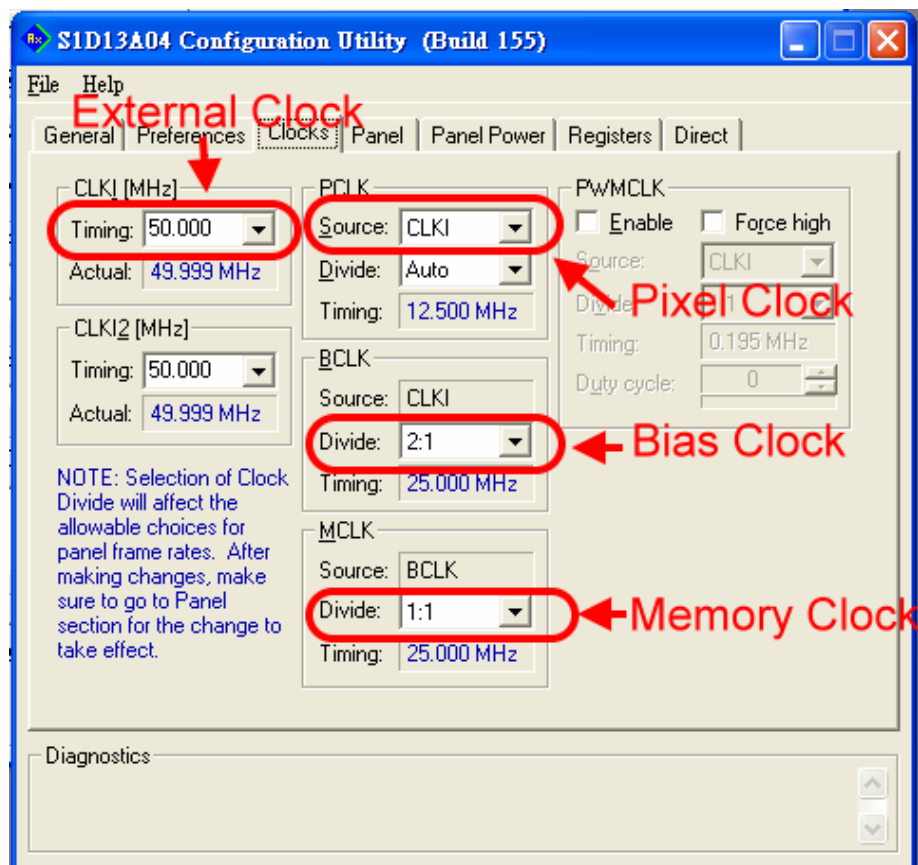 S1D13A04 Configuration Utility (Build 155)
File Help
External Clock
General Preferences Clocks Panel Panel Power Registers Direct
CLKI [MHz]
Timing: 50.000
Actual: 49.999 MHz
CLKI2 [MHz]
Timing: 50.000
Actual: 49.999 MHz
NOTE: Selection of Clock
Divide will affect the
allowable choices for
panel frame rates. After
making changes, make
sure to go to Panel
section for the change to
take effect.
PCLK
Source: CLKI
Divide: Auto
Timing: 12.500 MHz
Pixel Clock
BCLK
Source: CLKI
Divide: 2:1
Timing: 25.000 MHz
Bias Clock
MCLK
Source: BCLK
Divide: 1:1
Timing: 25.000 MHz
Memory Clock
PWMCLK
Enable Force high
Source: CLKI
Timing: 0.195 MHz
Duty cycle: 0
Diagnostics